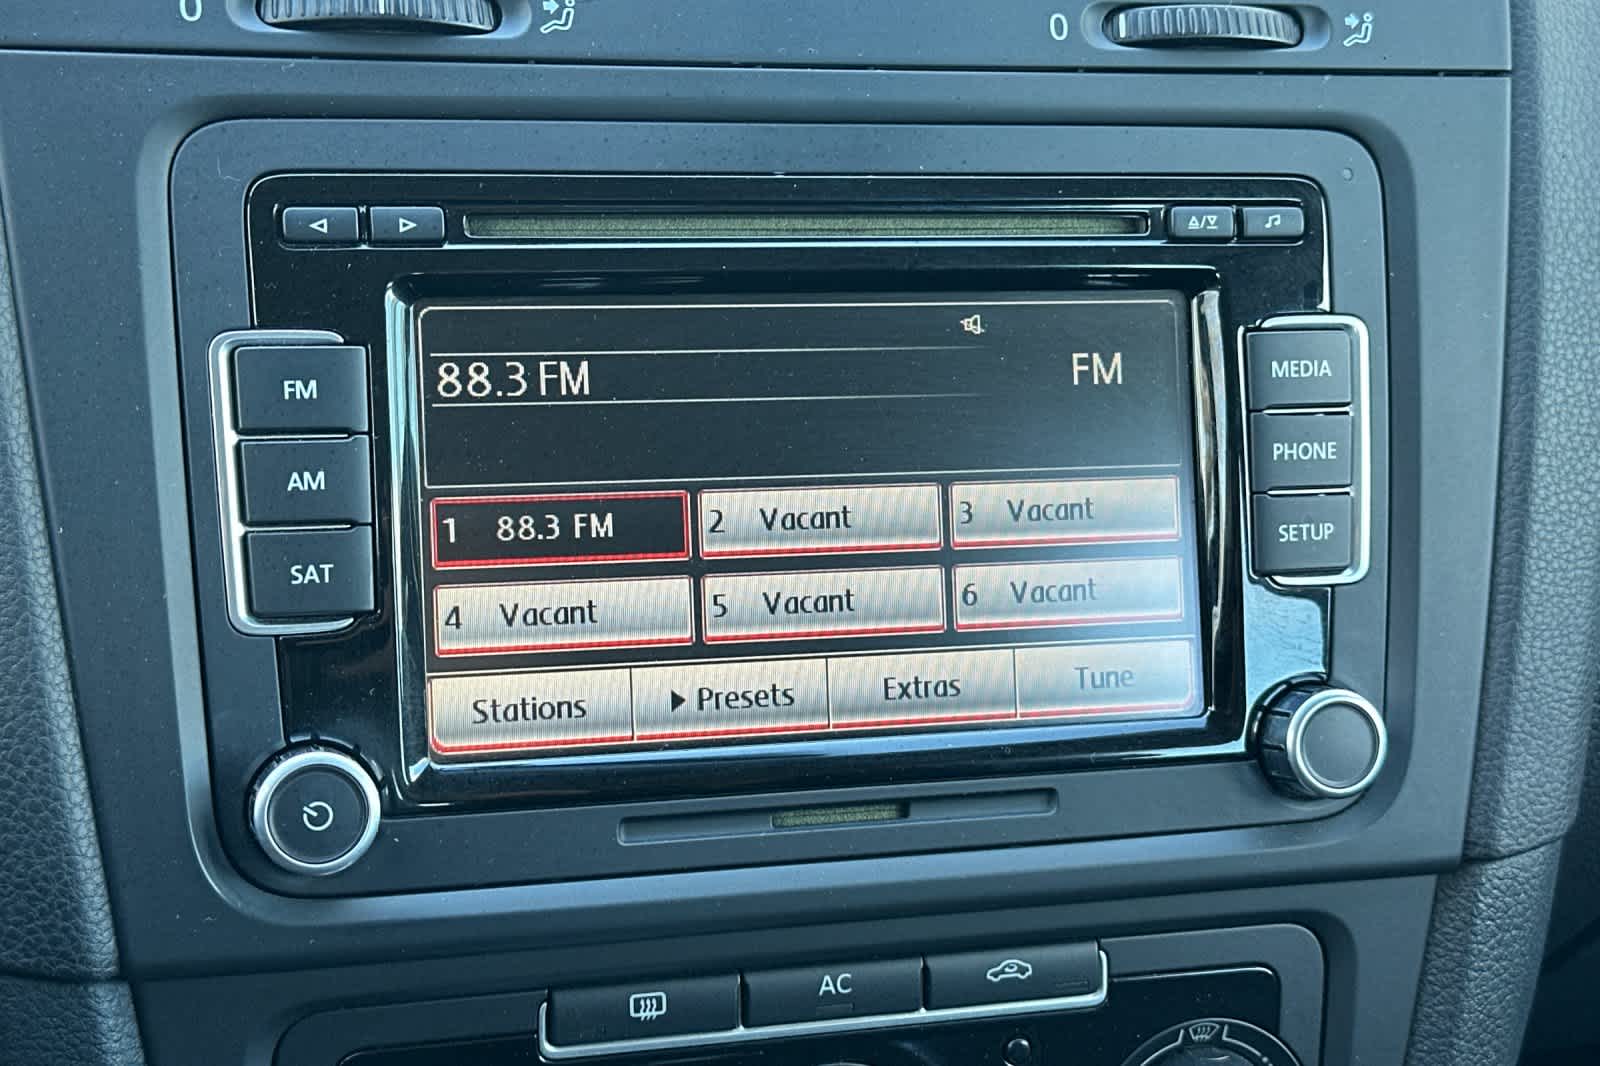 0
0
88.3 FM
FM
FM
AM
SAT
MEDIA
PHONE
SETUP
1 88.3 FM
2 Vacant
3 Vacant
4 Vacant
5 Vacant
6 Vacant
Stations
Presets
Extras
Tune
AC